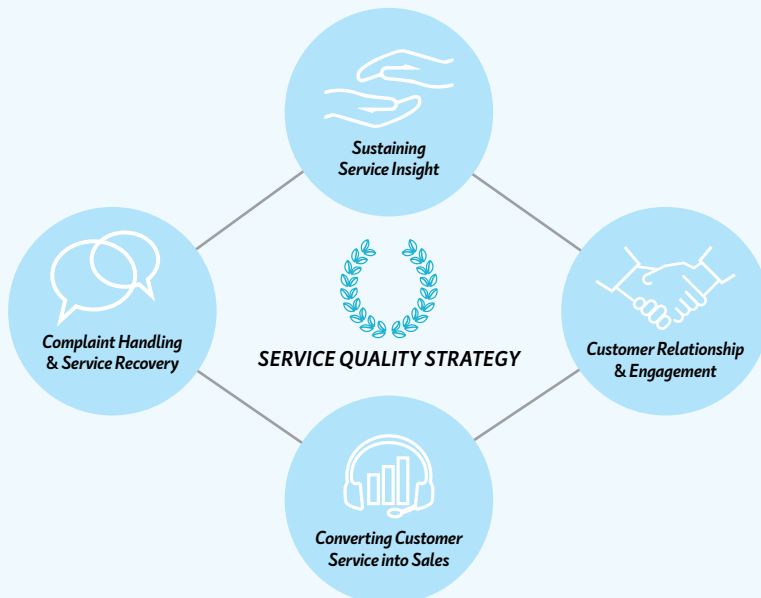 Sustaining
Service Insight
Complaint Handling
& Service Recovery
SERVICE QUALITY STRATEGY
Customer Relationship
& Engagement
Converting Customer
Service into Sales